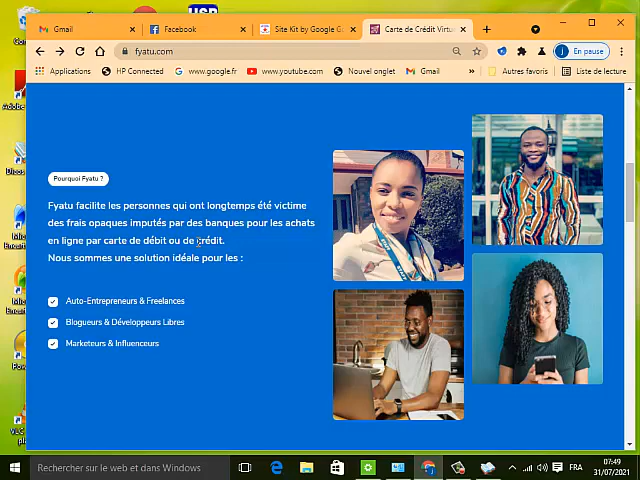 Gmail
Facebook
Site Kit by Google Go
Carte de Crédit Virtu
fyatu.com
j
En pause
Applications
HP Connected
www.google.fr
www.youtube.com
Nouvel onglet
Gmail
»
Autres favoris
Liste de lecture
Pourquoi Fyatu ?
Fyatu facilite les personnes qui ont longtemps été victime
des frais opaques imputés par des banques pour les achats
en ligne par carte de débit ou de crédit.
Nous sommes une solution idéale pour les :
Auto-Entrepreneurs & Freelances
Blogueurs & Développeurs Libres
Marketeurs & Influenceurs
Rechercher sur le web et dans Windows
FRA
07:49
31/07/2021